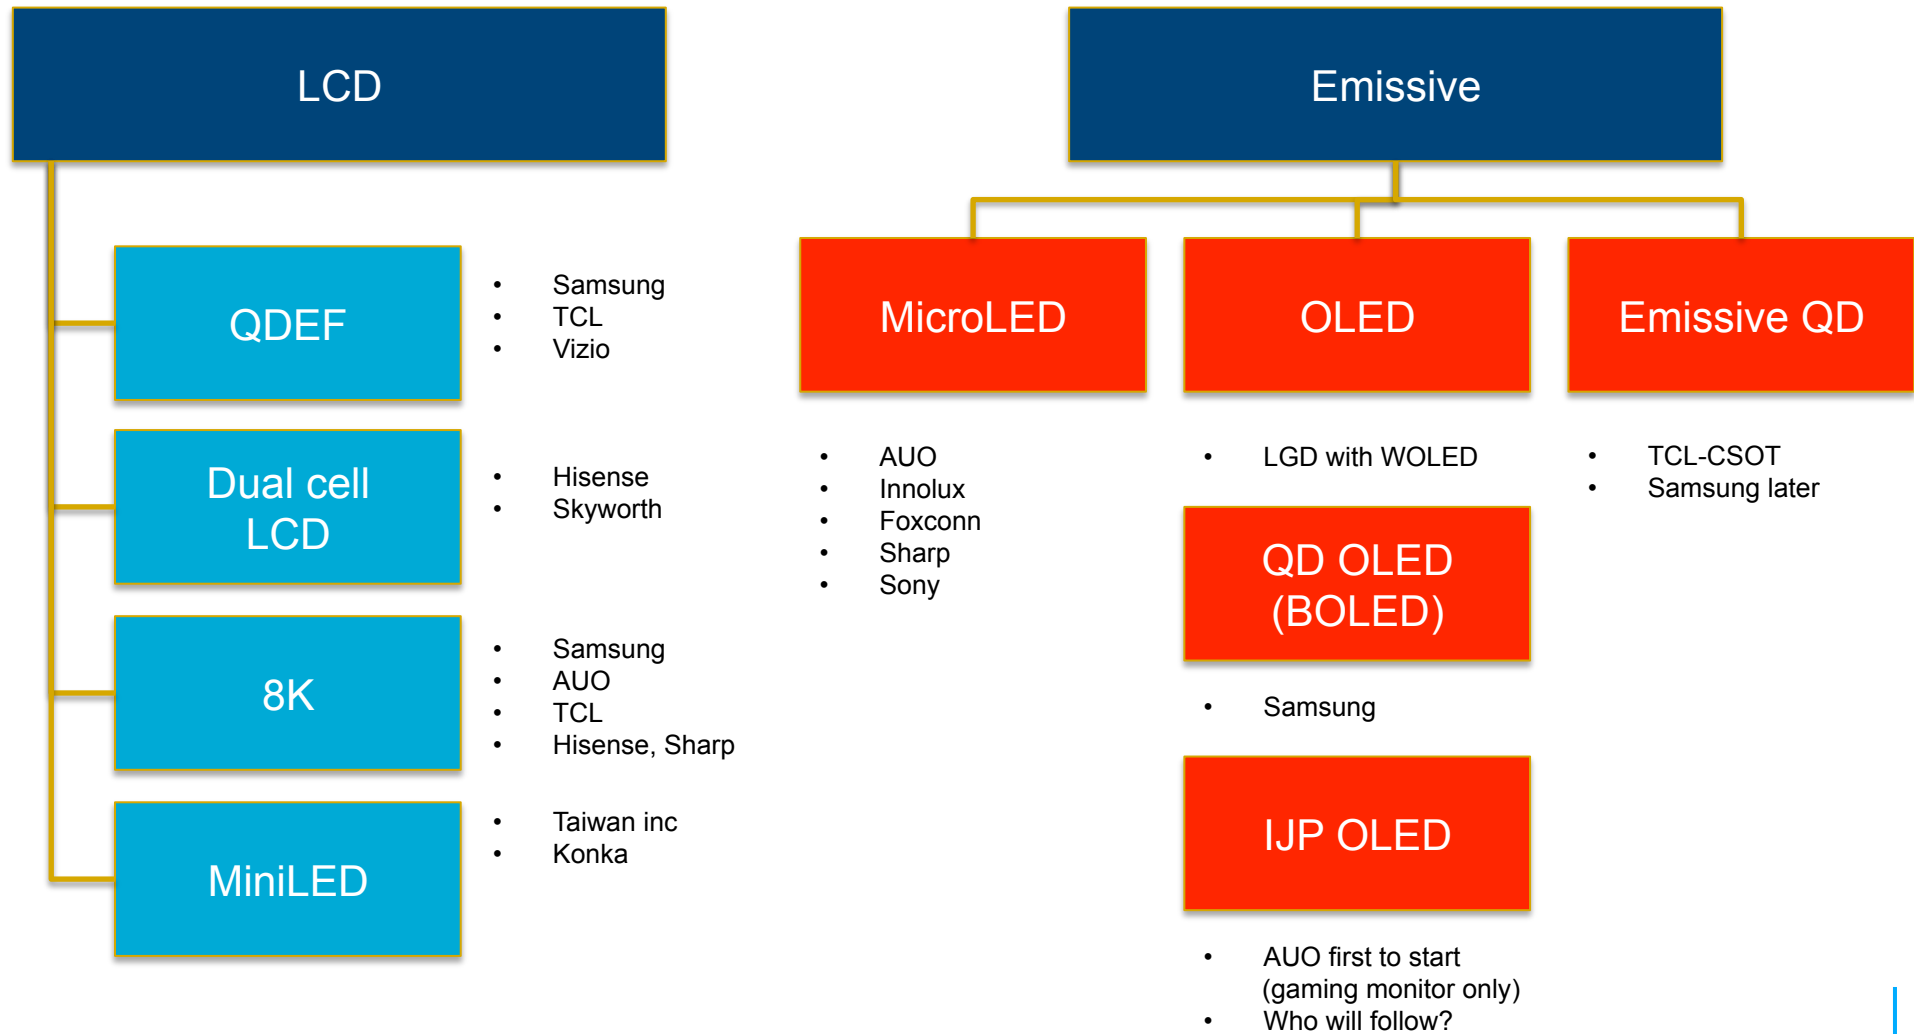 LCD
QDEF
• Samsung
• TCL
• Vizio
Dual cell
LCD
• Hisense
• Skyworth
8K
• Samsung
• AUO
• TCL
• Hisense, Sharp
MiniLED
• Taiwan inc
• Konka
Emissive
MicroLED
• AUO
• Innolux
• Foxconn
• Sharp
• Sony
OLED
• LGD with WOLED
QD OLED
(BOLED)
• Samsung
IJP OLED
• AUO first to start
(gaming monitor only)
• Who will follow?
Emissive QD
• TCL-CSOT
• Samsung later